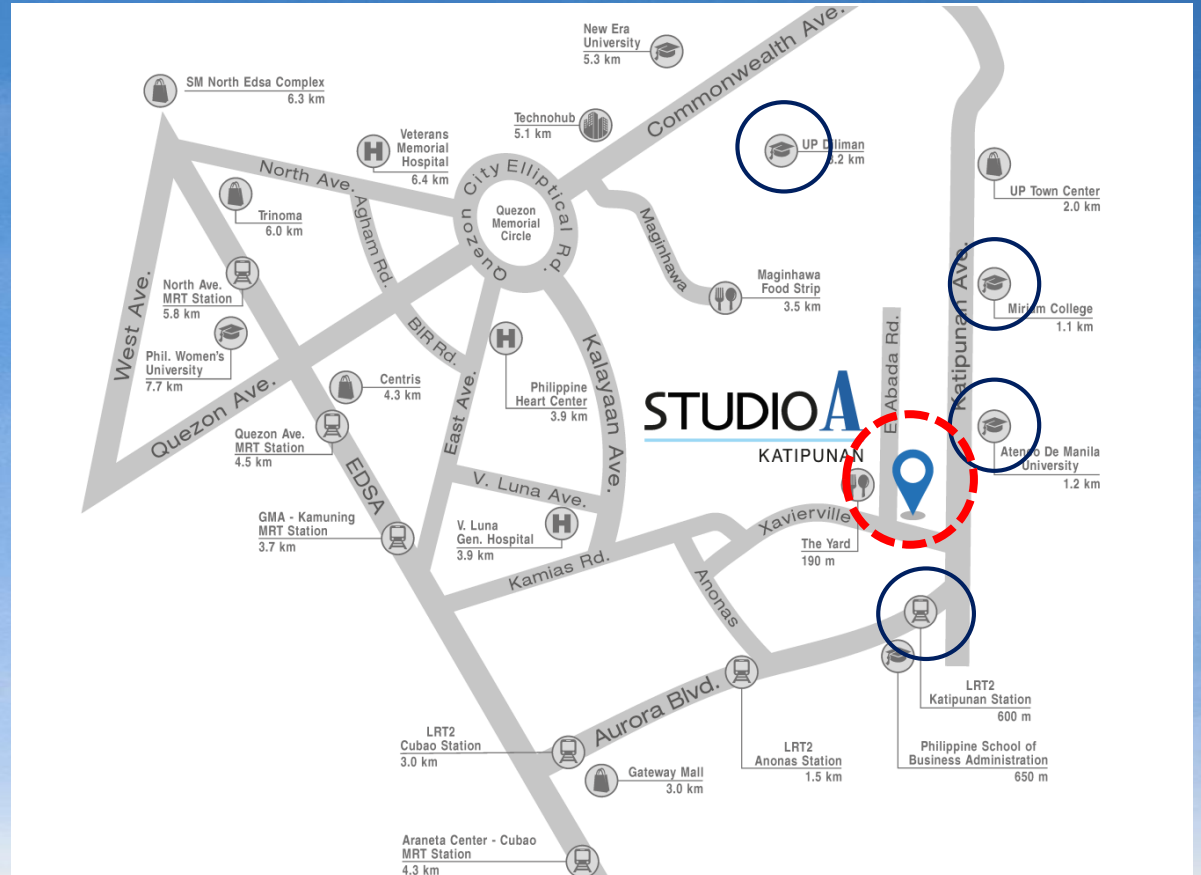 New Era
University
5.3 km
Commonwealth Ave.
SM North Edsa Complex
6.3 km
Technohub
5.1 km
Veterans
Memorial
Hospital
6.4 km
UP Diliman
North Ave.
Quezon City Elliptical Rd.
Quezon
Memorial
Circle
UP Town Center
2.0 km
Trinoma
6.0 km
Agham Rd.
Maginhawa
Maginhawa
Food Strip
3.5 km
North Ave.
MRT Station
5.8 km
West Ave.
Katipunan Ave.
Miriam College
1.1 km
Phil. Women's
University
7.7 km
BIR Rd.
Kalayaan Ave.
E Abada Rd.
Centris
4.3 km
Philippine
Heart Center
3.9 km
East Ave.
Quezon Ave.
STUDIO A
KATIPUNAN
Quezon Ave.
MRT Station
4.5 km
Ateneo De Manila
University
1.2 km
EDSA
V. Luna Ave.
GMA - Kamuning
MRT Station
3.7 km
V. Luna
Gen. Hospital
3.9 km
Xavierville
The Yard
190 m
Kamias Rd.
Anonas
LRT2
Katipunan Station
600 m
Aurora Blvd.
LRT2
Cubao Station
3.0 km
LRT2
Anonas Station
1.5 km
Philippine School of
Business Administration
650 m
Gateway Mall
3.0 km
Araneta Center - Cubao
MRT Station
4.3 km